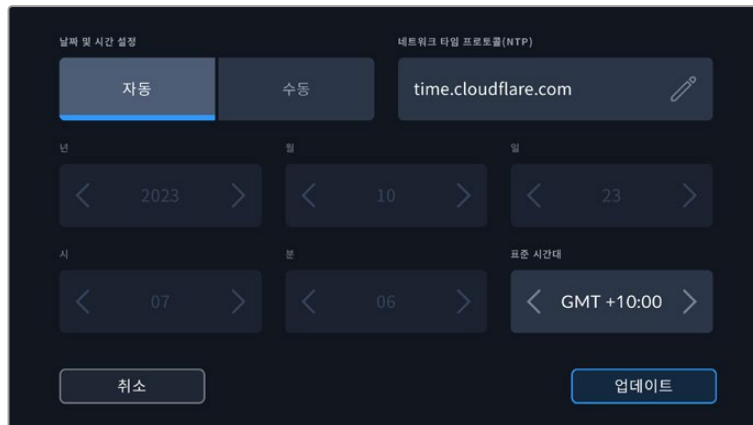 날짜 및 시간 설정 네트워크 타임 프로토콜(NTP)
자동 수동 time.cloudflare.com
년 월 일
2023 10 23
시 분 표준 시간대
07 06 GMT +10:00
취소 업데이트